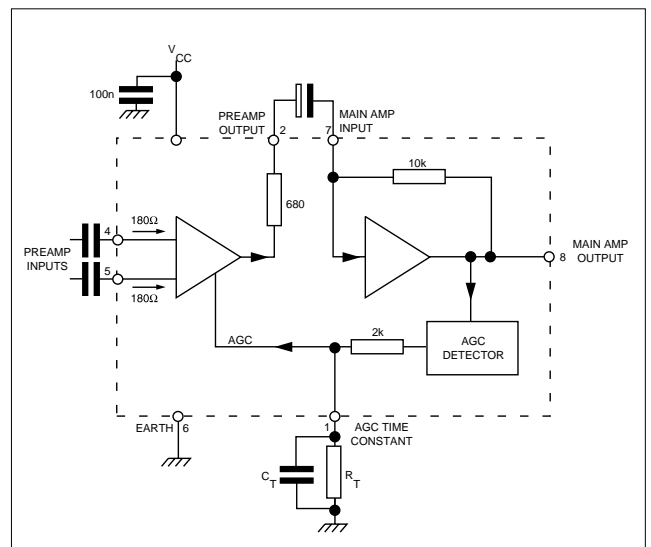 V
CC
100n
PREAMP
OUTPUT
2
MAIN AMP
INPUT
7
10k
680
180Ω
4
PREAMP
INPUTS
5
180Ω
8
MAIN AMP
OUTPUT
AGC
2k
AGC
DETECTOR
EARTH
6
1
AGC TIME
CONSTANT
C
T
R
T